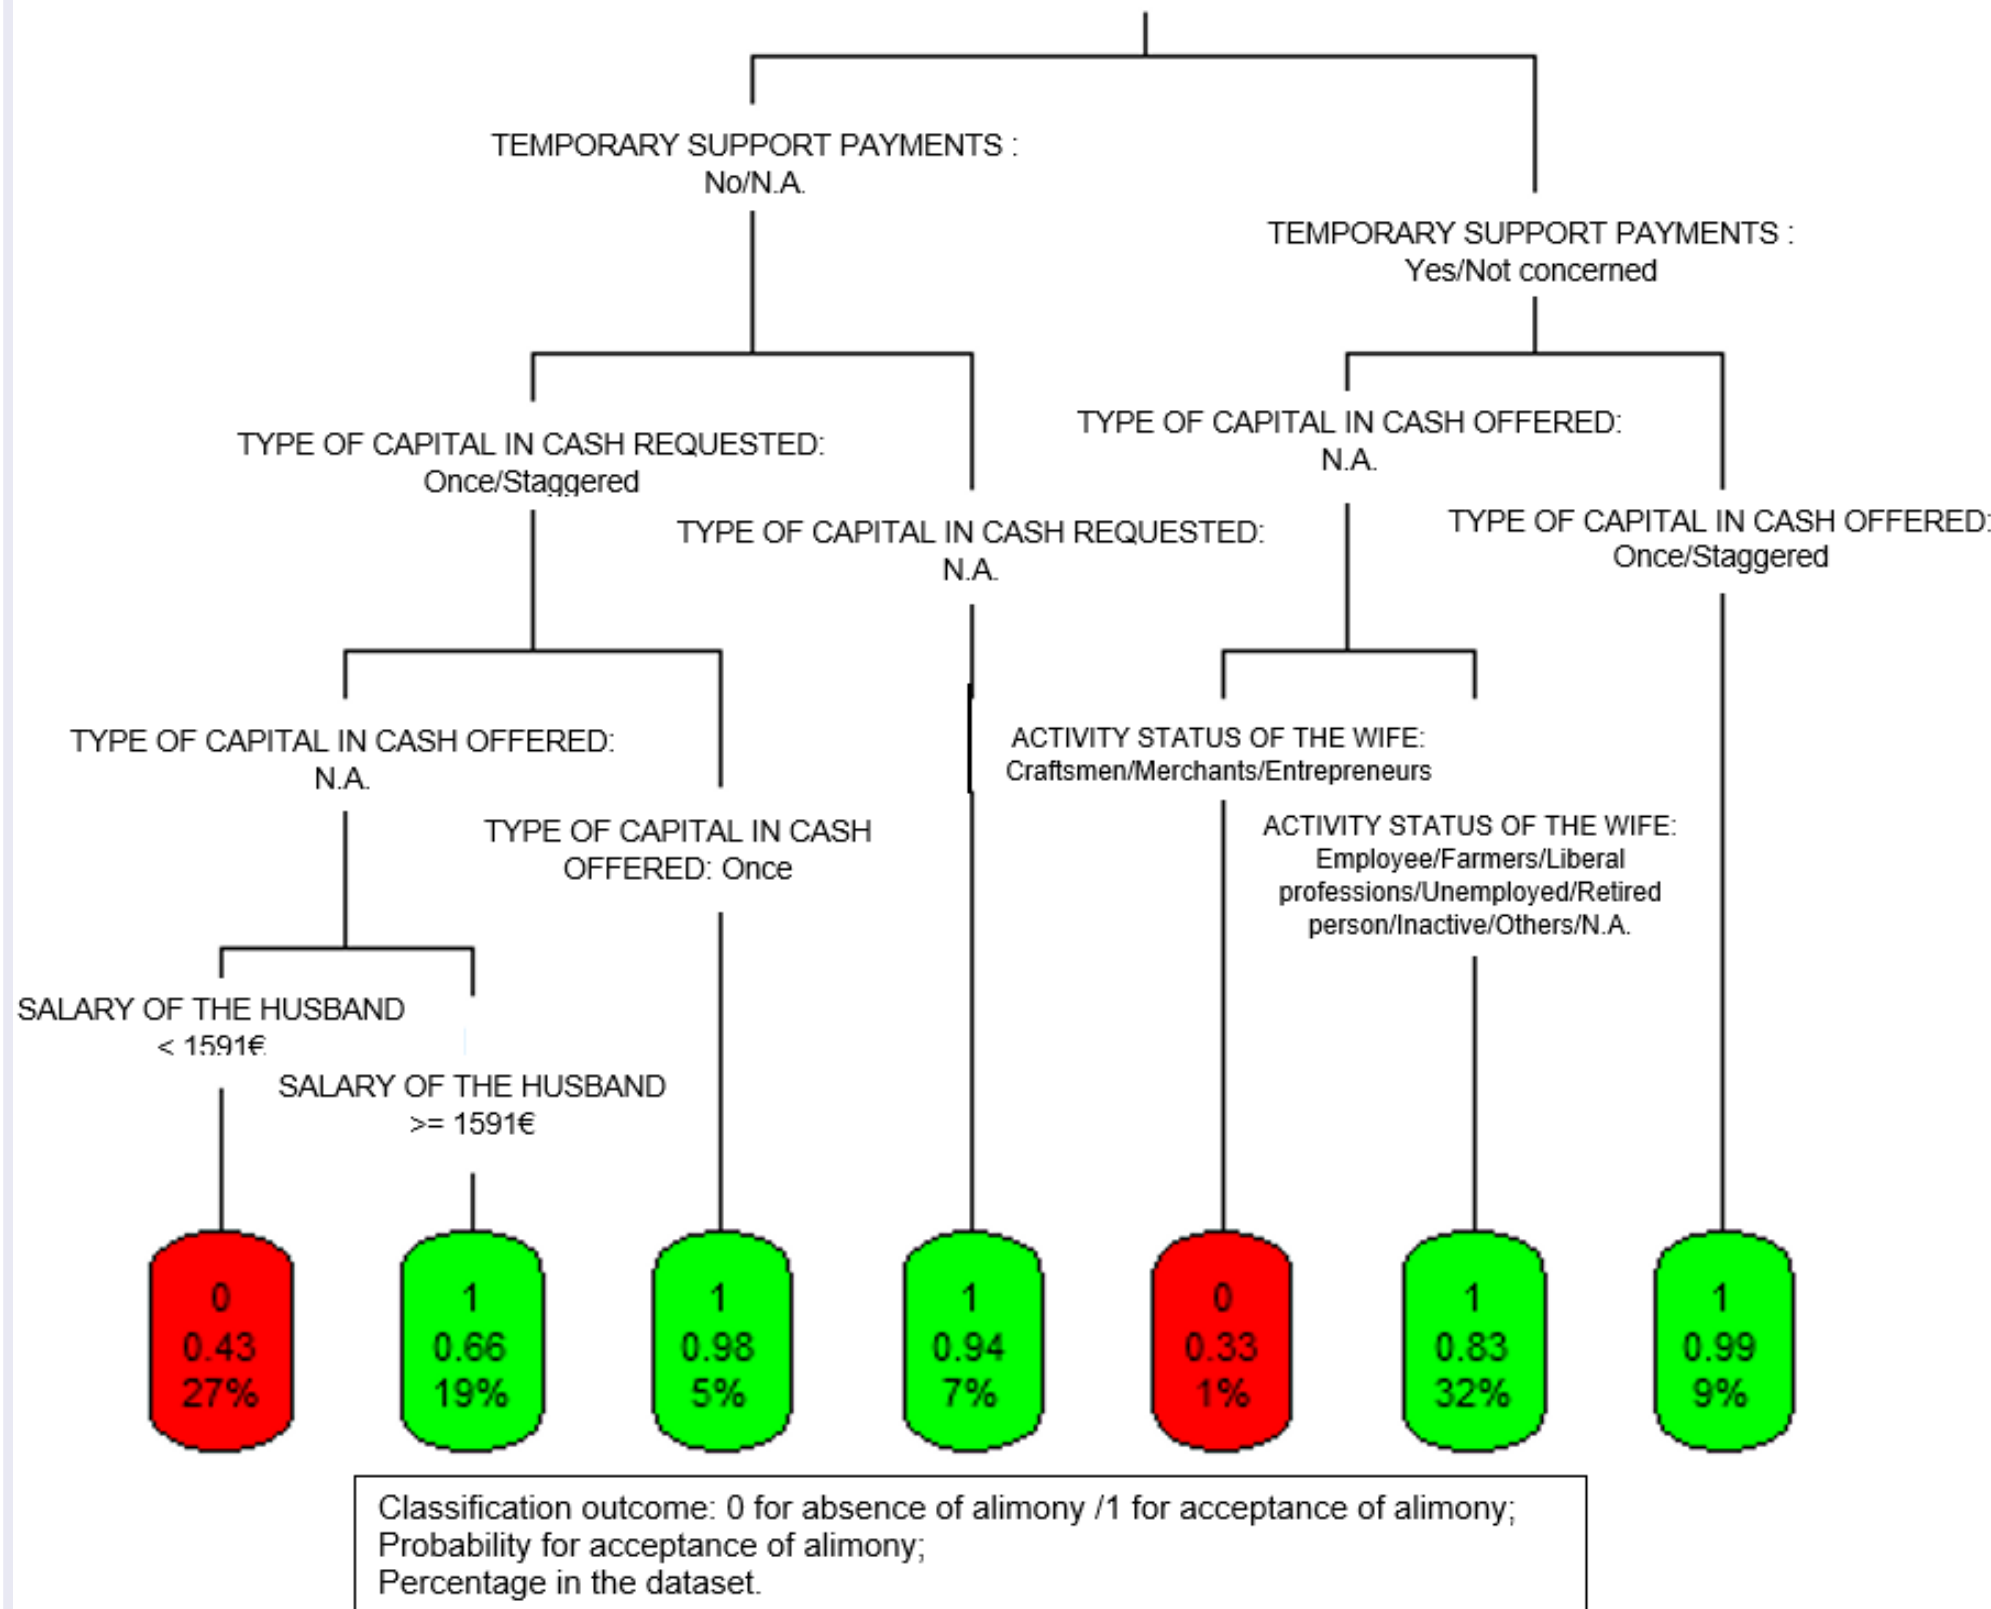 TEMPORARY SUPPORT PAYMENTS :
No/N.A.
TEMPORARY SUPPORT PAYMENTS :
Yes/Not concerned
TYPE OF CAPITAL IN CASH REQUESTED:
Once/Staggered
TYPE OF CAPITAL IN CASH REQUESTED:
N.A.
TYPE OF CAPITAL IN CASH OFFERED:
N.A.
TYPE OF CAPITAL IN CASH OFFERED:
Once/Staggered
TYPE OF CAPITAL IN CASH OFFERED:
N.A.
TYPE OF CAPITAL IN CASH
OFFERED: Once
ACTIVITY STATUS OF THE WIFE:
Craftsmen/Merchants/Entrepreneurs
ACTIVITY STATUS OF THE WIFE:
Employee/Farmers/Liberal
professions/Unemployed/Retired
person/Inactive/Others/N.A.
SALARY OF THE HUSBAND
< 1591€
SALARY OF THE HUSBAND
>= 1591€
0
0.43
27%
1
0.66
19%
1
0.98
5%
1
0.94
7%
0
0.33
1%
1
0.83
32%
1
0.99
9%
Classification outcome: 0 for absence of alimony /1 for acceptance of alimony;
Probability for acceptance of alimony;
Percentage in the dataset.